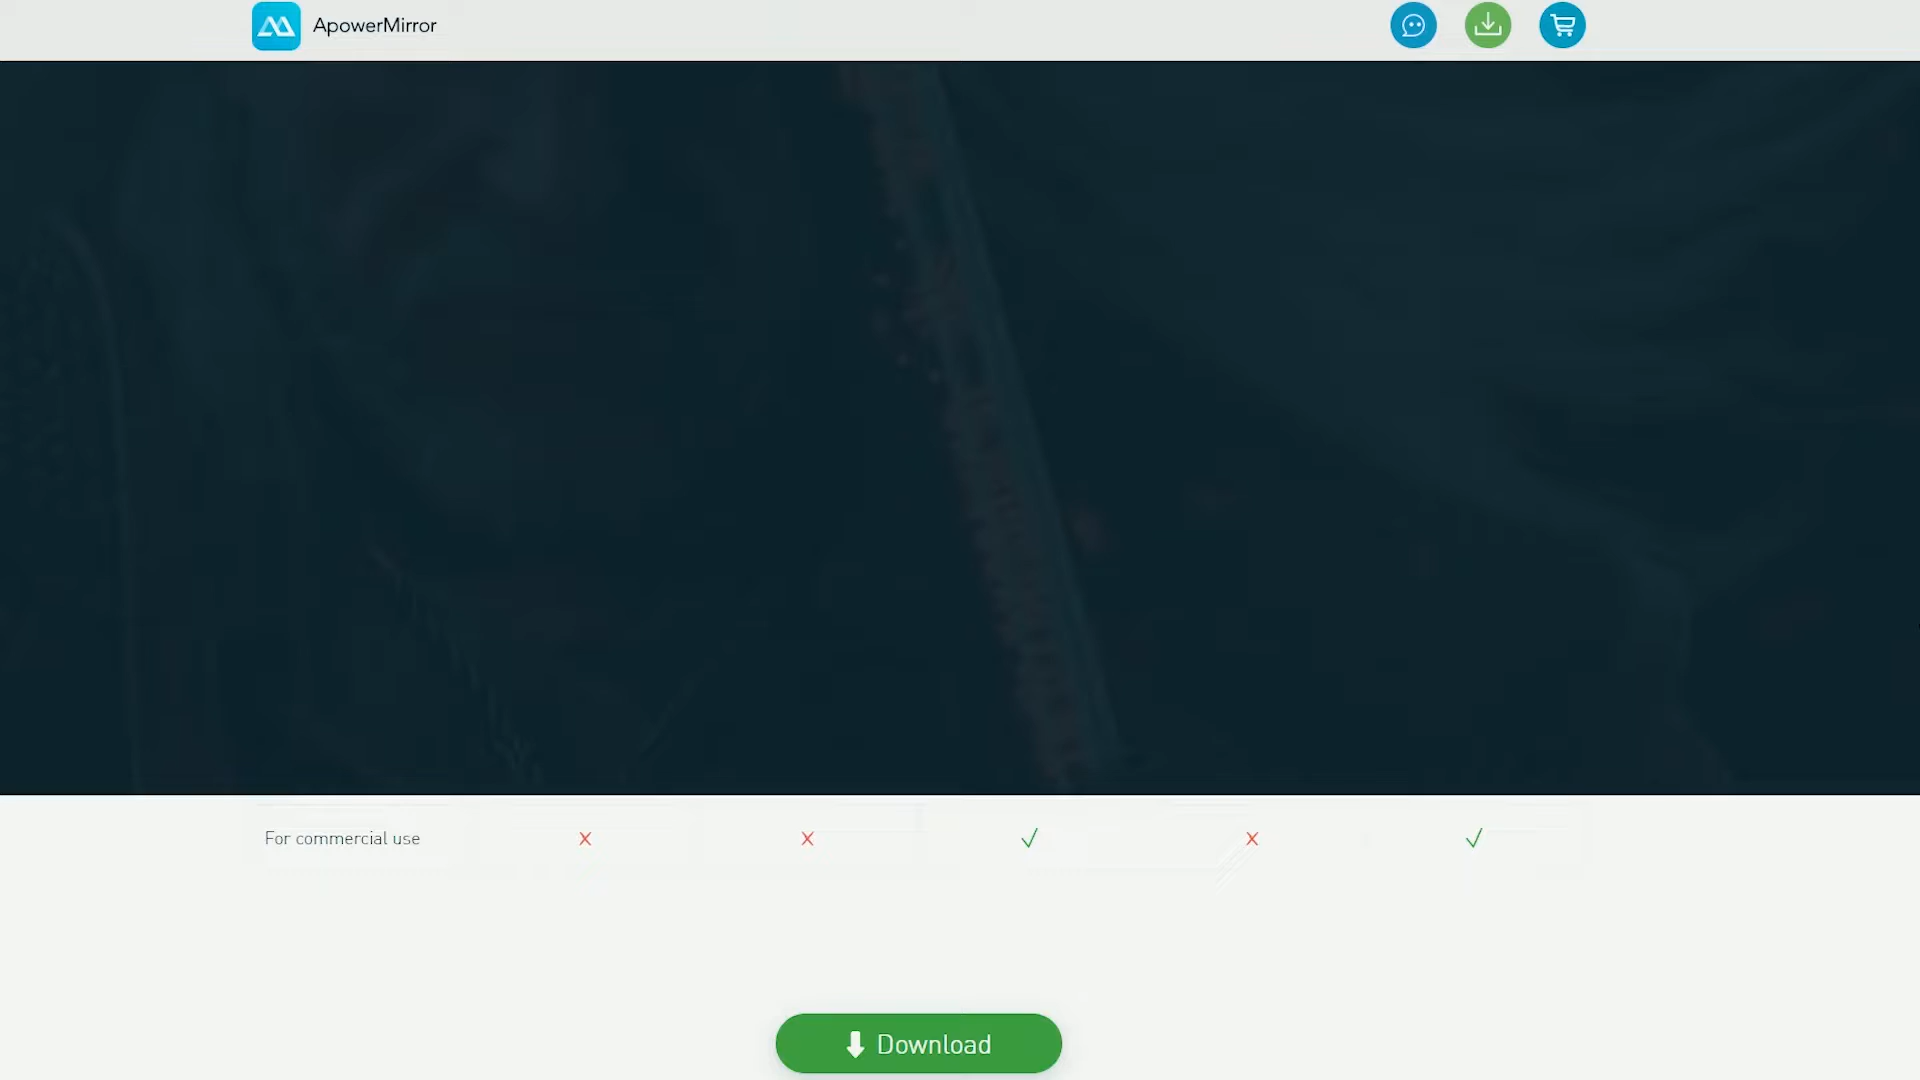 ApowerMirror
For commercial use x x ✓ x ✓
Download